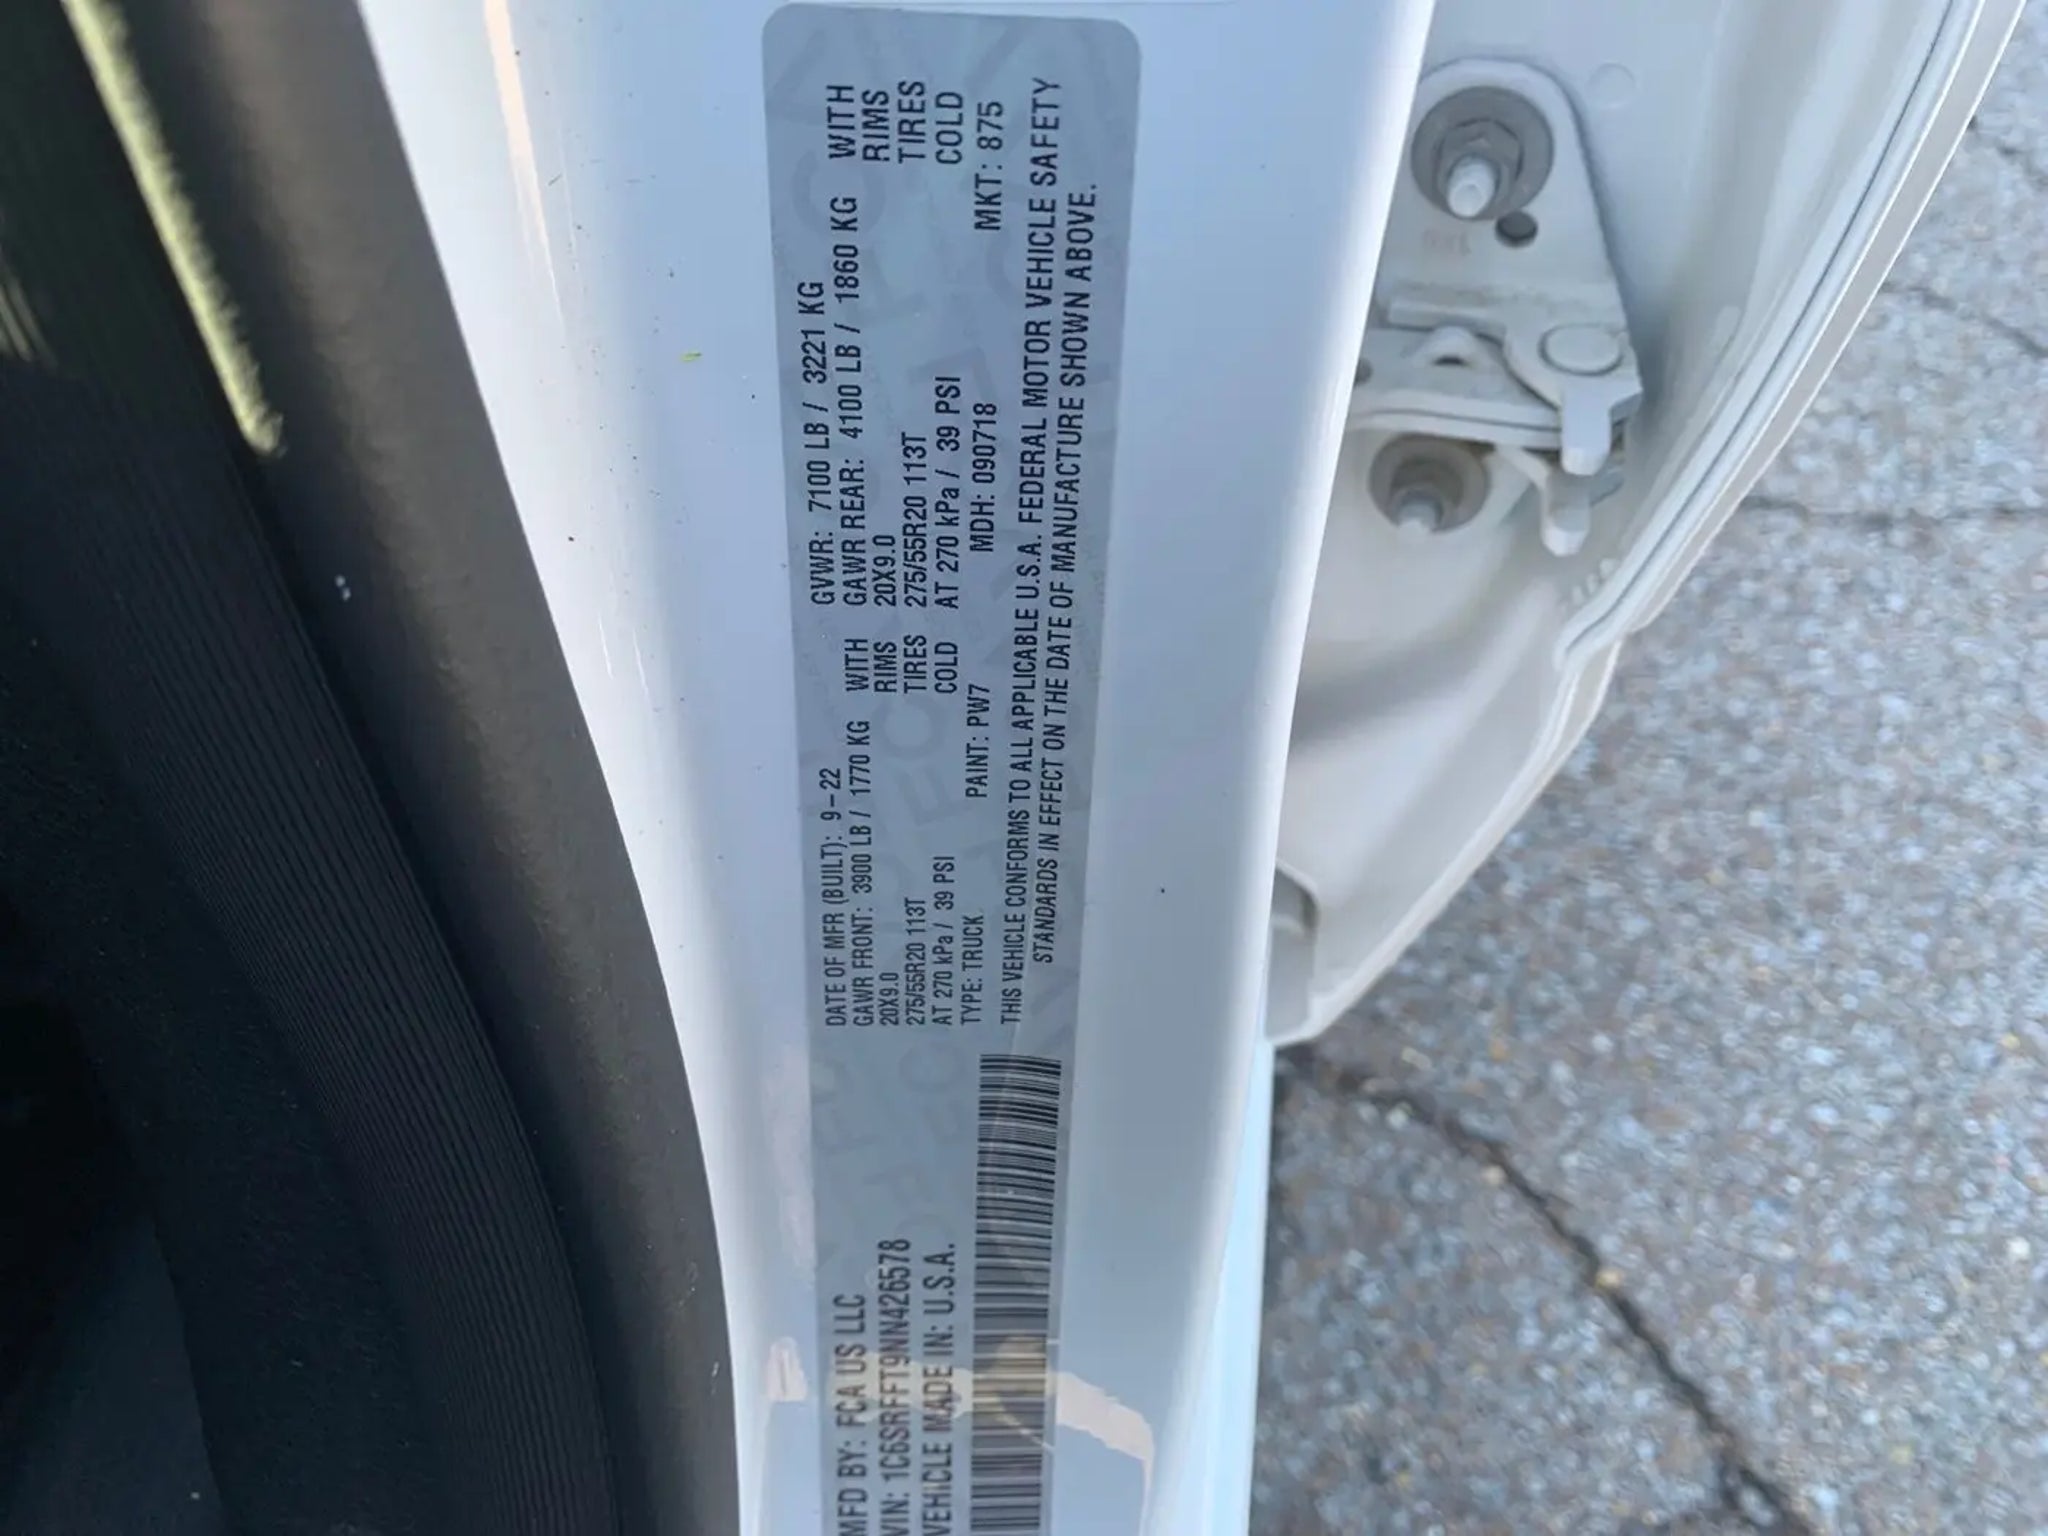 MFD BY: FCA US LLC
DATE OF MFR (BUILT): 9-22
GVWR: 7100 LB / 3221 KG
GAWR FRONT: 3900 LB / 1770 KG WITH
GAWR REAR: 4100 LB / 1860 KG WITH
20X9.0 RIMS
20X9.0 RIMS
275/55R20 113T TIRES
275/55R20 113T TIRES
AT 270 kPa / 39 PSI COLD
AT 270 kPa / 39 PSI COLD
VIN: 1C6SRFFT9NN426578
VEHICLE MADE IN: U.S.A.
TYPE: TRUCK PAINT: PW7 MDH: 090718 MKT: 875
THIS VEHICLE CONFORMS TO ALL APPLICABLE U.S.A. FEDERAL MOTOR VEHICLE SAFETY
STANDARDS IN EFFECT ON THE DATE OF MANUFACTURE SHOWN ABOVE.